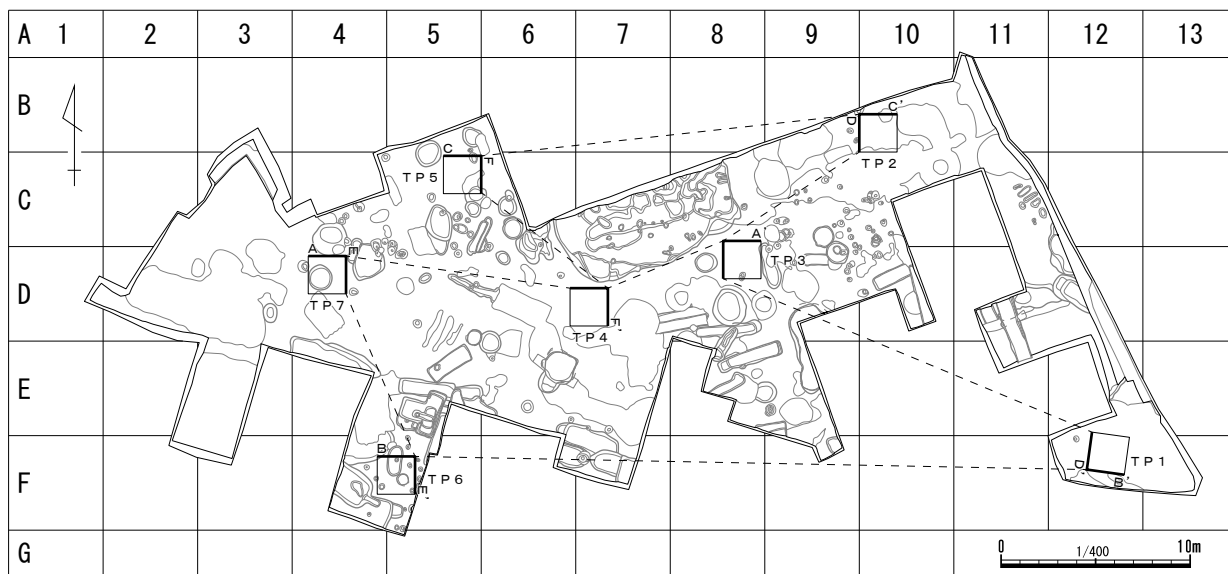 A 1 2 3 4 5 6 7 8 9 10 11 12 13
B
C' D
C F
TP2
TP5
C
A E
A'
TP3
D
TP7
TP4 F'
E
B
TP6 E'
TP1
D' B'
F
G
0 1/400 10m